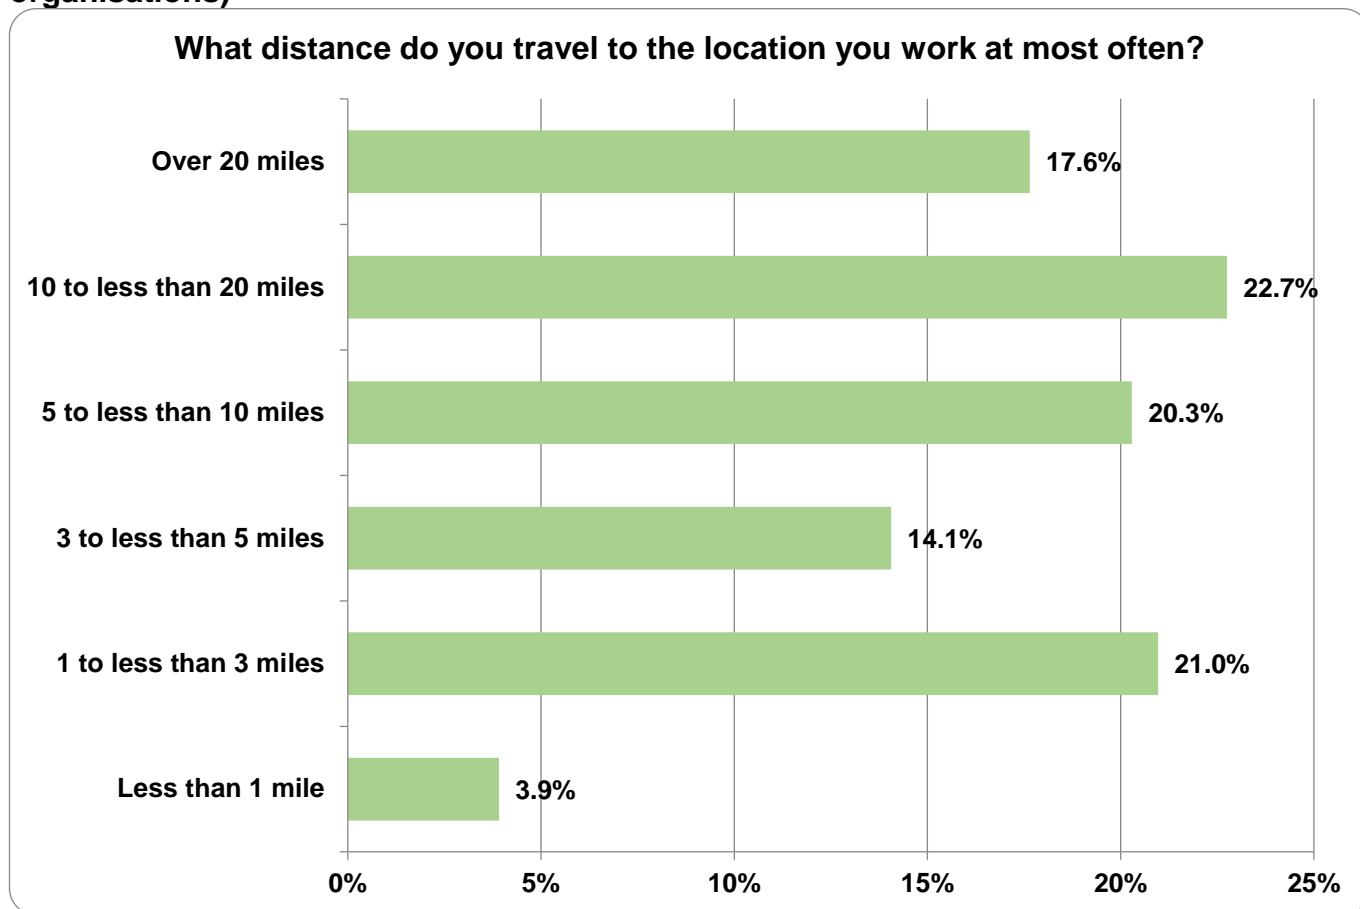 organisations)
What distance do you travel to the location you work at most often?
Over 20 miles
17.6%
10 to less than 20 miles
22.7%
5 to less than 10 miles
20.3%
3 to less than 5 miles
14.1%
1 to less than 3 miles
21.0%
Less than 1 mile
3.9%
0% 5% 10% 15% 20% 25%